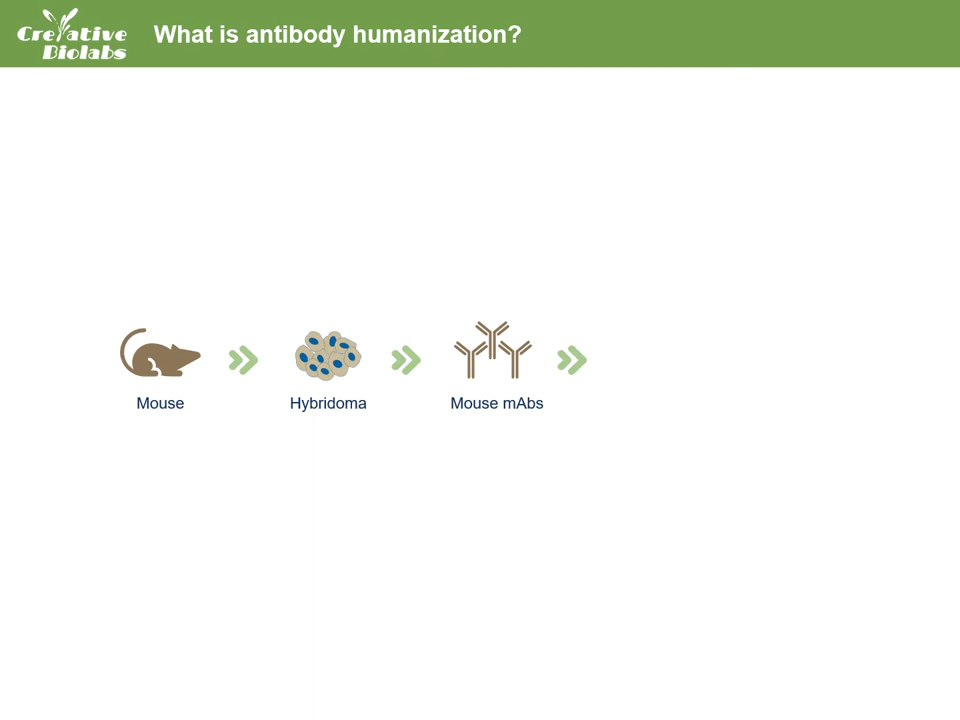 Creative
Biolabs
What is antibody humanization?
Mouse
Hybridoma
Mouse mAbs